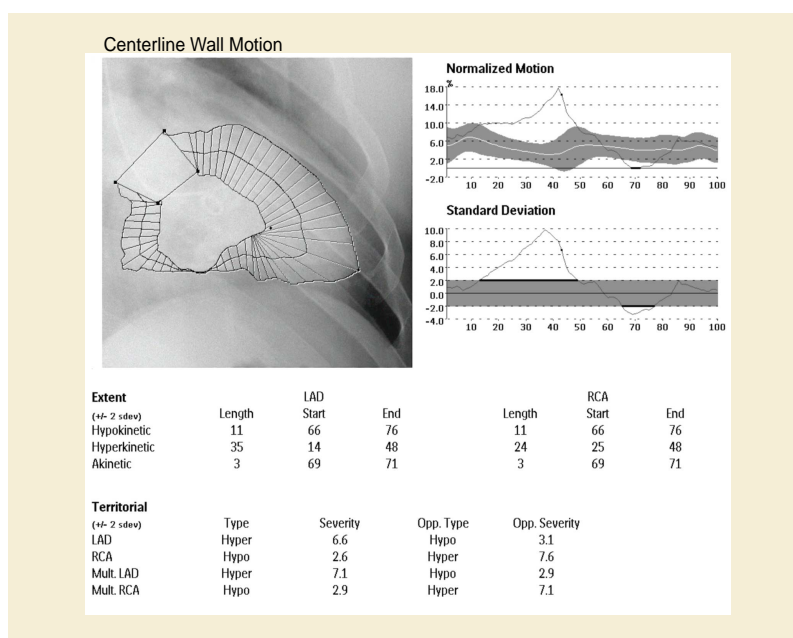 Centerline Wall Motion
Normalized Motion
%
18.0
14.0
10.0
6.0
2.0
-2.0
10 20 30 40 50 60 70 80 90 100
Standard Deviation
10.0
8.0
6.0
4.0
2.0
0.0
-2.0
-4.0
10 20 30 40 50 60 70 80 90 100
Extent LAD RCA
(+/- 2 sdev) Length Start End Length Start End
Hypokinetic 11 66 76 11 66 76
Hyperkinetic 35 14 48 24 25 48
Akinetic 3 69 71 3 69 71
Territorial
(+/- 2 sdev) Type Severity Opp. Type Opp. Severity
LAD Hyper 6.6 Hypo 3.1
RCA Hypo 2.6 Hyper 7.6
Mult. LAD Hyper 7.1 Hypo 2.9
Mult. RCA Hypo 2.9 Hyper 7.1